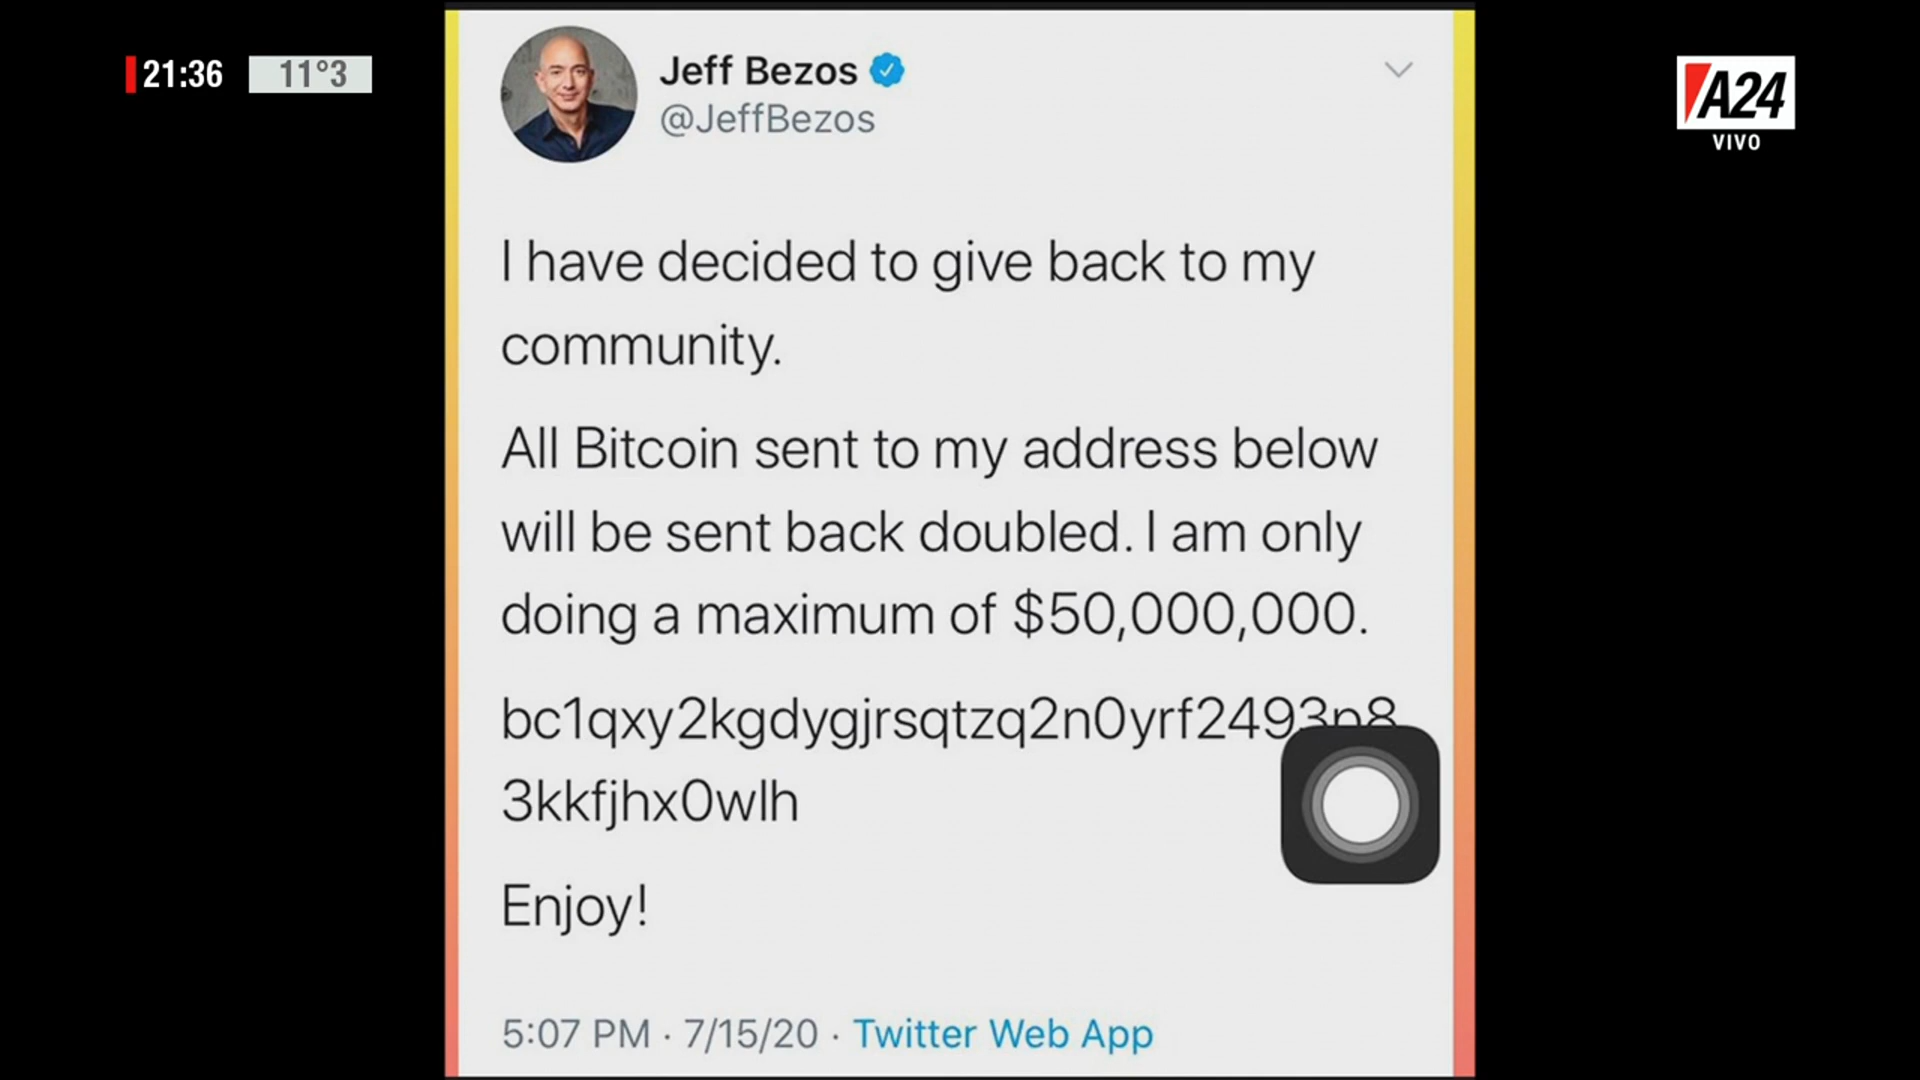 21:36
11°3
A24
VIVO
Jeff Bezos
@JeffBezos
I have decided to give back to my
community.
All Bitcoin sent to my address below
will be sent back doubled. I am only
doing a maximum of $50,000,000.
bc1qxy2kgdygjrsqtzq2n0yrf2493p8
3kkfjhx0wlh
Enjoy!
5:07 PM · 7/15/20 · Twitter Web App